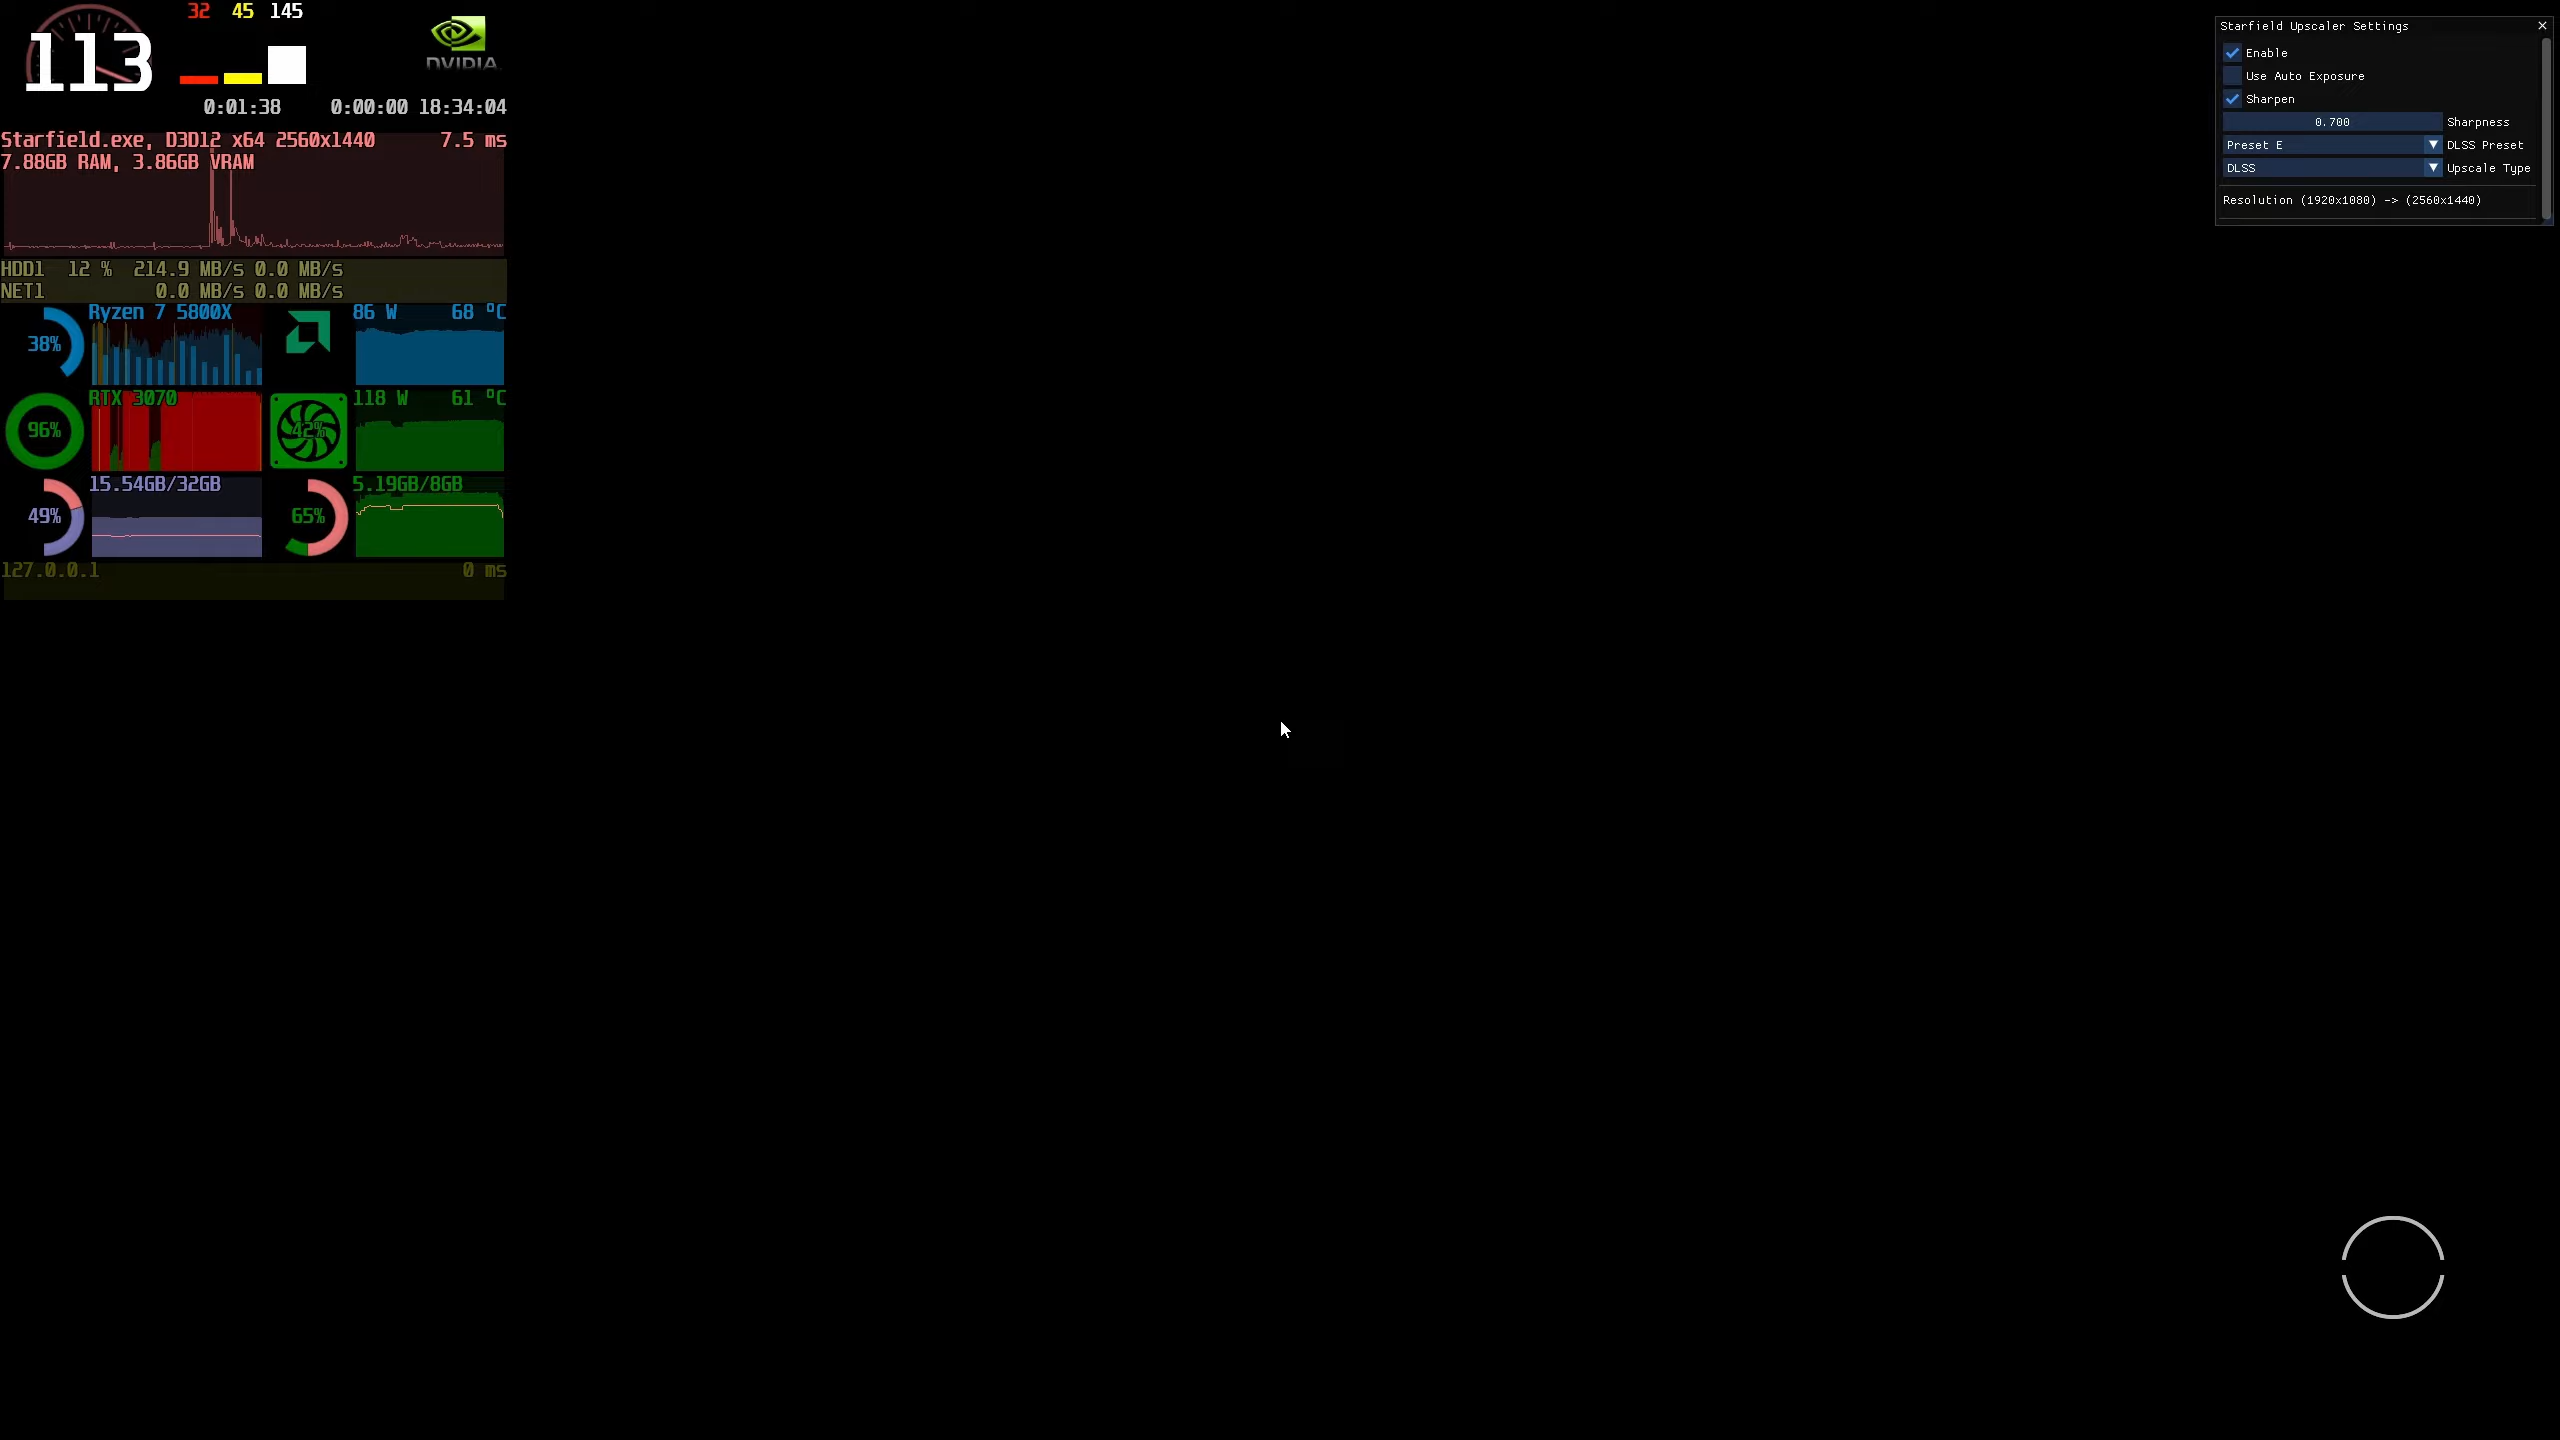 32 45 145
113
NVIDIA.
0:01:38 0:00:00 18:34:04
Starfield.exe, D3D12 x64 2560x1440 7.5 ms
7.88GB RAM, 3.86GB VRAM
HDD1 12 % 214.9 MB/s 0.0 MB/s
NET1 0.0 MB/s 0.0 MB/s
Ryzen 7 5800X 86 W 68 °C
38%
RTX 3070 118 W 61 °C
96% 42%
15.54GB/32GB 5.19GB/8GB
49% 65%
127.0.0.1 0 ms
Starfield Upscaler Settings
Enable
Use Auto Exposure
Sharpen
0.700 Sharpness
Preset E DLSS Preset
DLSS Upscale Type
Resolution (1920x1080) -> (2560x1440)